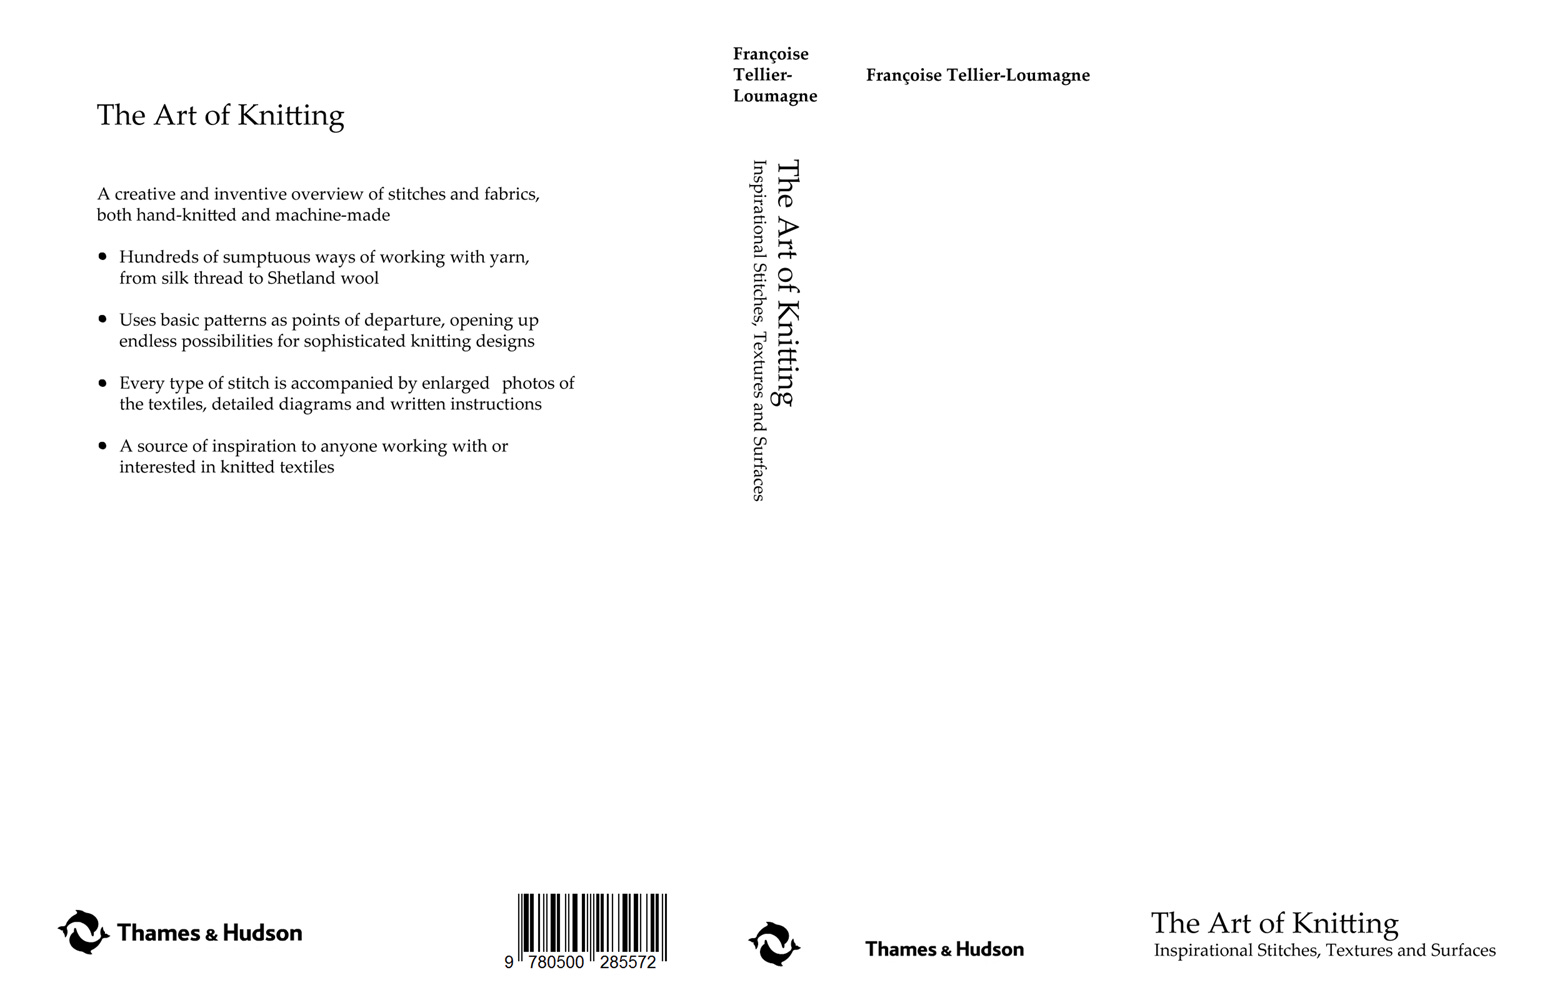 The Art of Knitting
A creative and inventive overview of stitches and fabrics,
both hand-knitted and machine-made
• Hundreds of sumptuous ways of working with yarn,
from silk thread to Shetland wool
• Uses basic patterns as points of departure, opening up
endless possibilities for sophisticated knitting designs
• Every type of stitch is accompanied by enlarged photos of
the textiles, detailed diagrams and written instructions
• A source of inspiration to anyone working with or
interested in knitted textiles
Thames & Hudson
9 780500 285572
Françoise
Tellier-
Loumagne
The Art of Knitting
Inspirational Stitches, Textures and Surfaces
Françoise Tellier-Loumagne
Thames & Hudson
The Art of Knitting
Inspirational Stitches, Textures and Surfaces